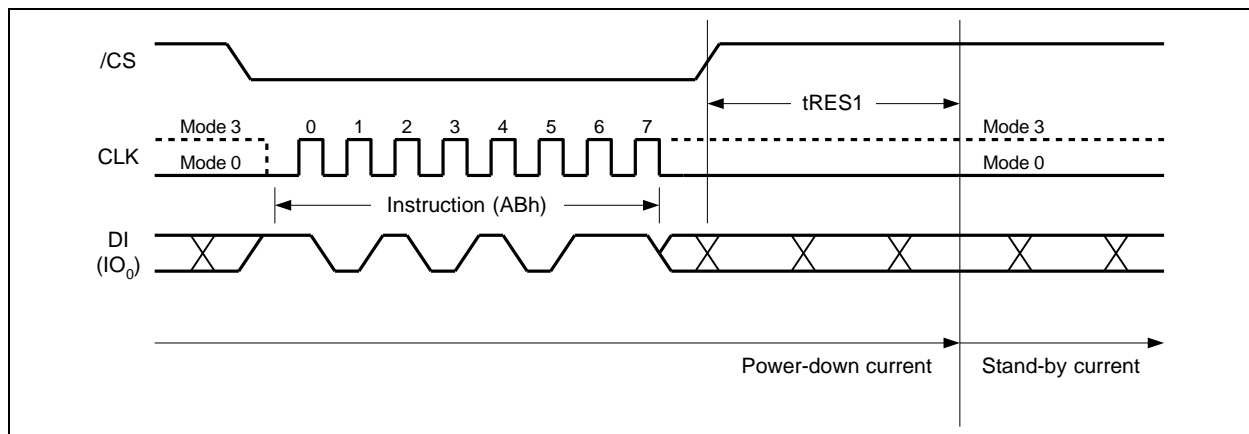 /CS
tRES1
Mode 3 0 1 2 3 4 5 6 7 Mode 3
CLK
Mode 0 Mode 0
Instruction (ABh)
DI
(IO₀)
Power-down current Stand-by current